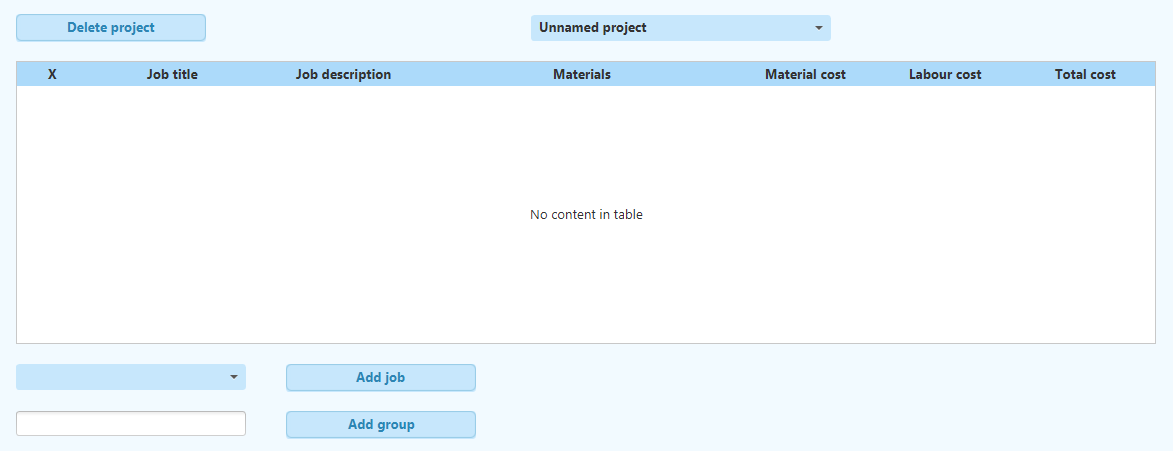 Delete project
Unnamed project
X Job title Job description Materials Material cost Labour cost Total cost
No content in table
Add job
Add group